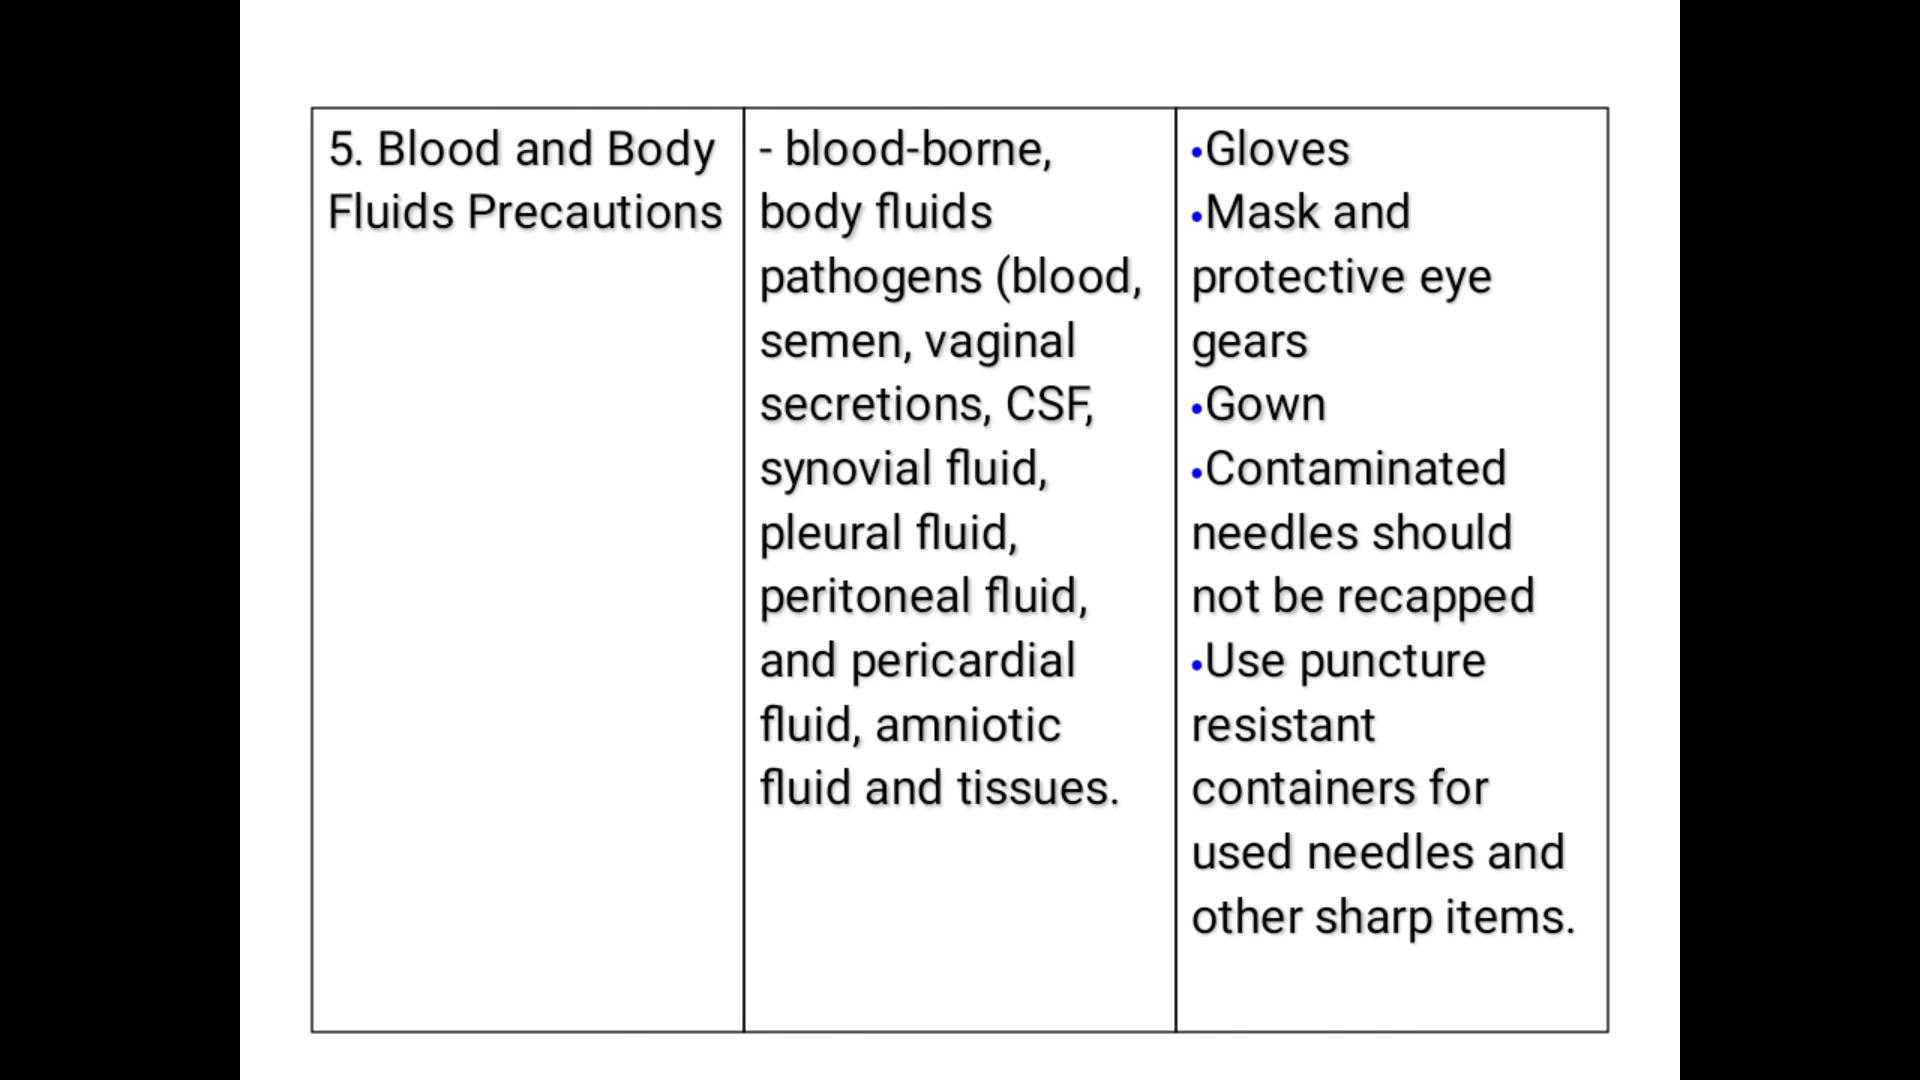 5. Blood and Body
Fluids Precautions
- blood-borne,
body fluids
pathogens (blood,
semen, vaginal
secretions, CSF,
synovial fluid,
pleural fluid,
peritoneal fluid,
and pericardial
fluid, amniotic
fluid and tissues.
•Gloves
•Mask and
protective eye
gears
•Gown
•Contaminated
needles should
not be recapped
•Use puncture
resistant
containers for
used needles and
other sharp items.